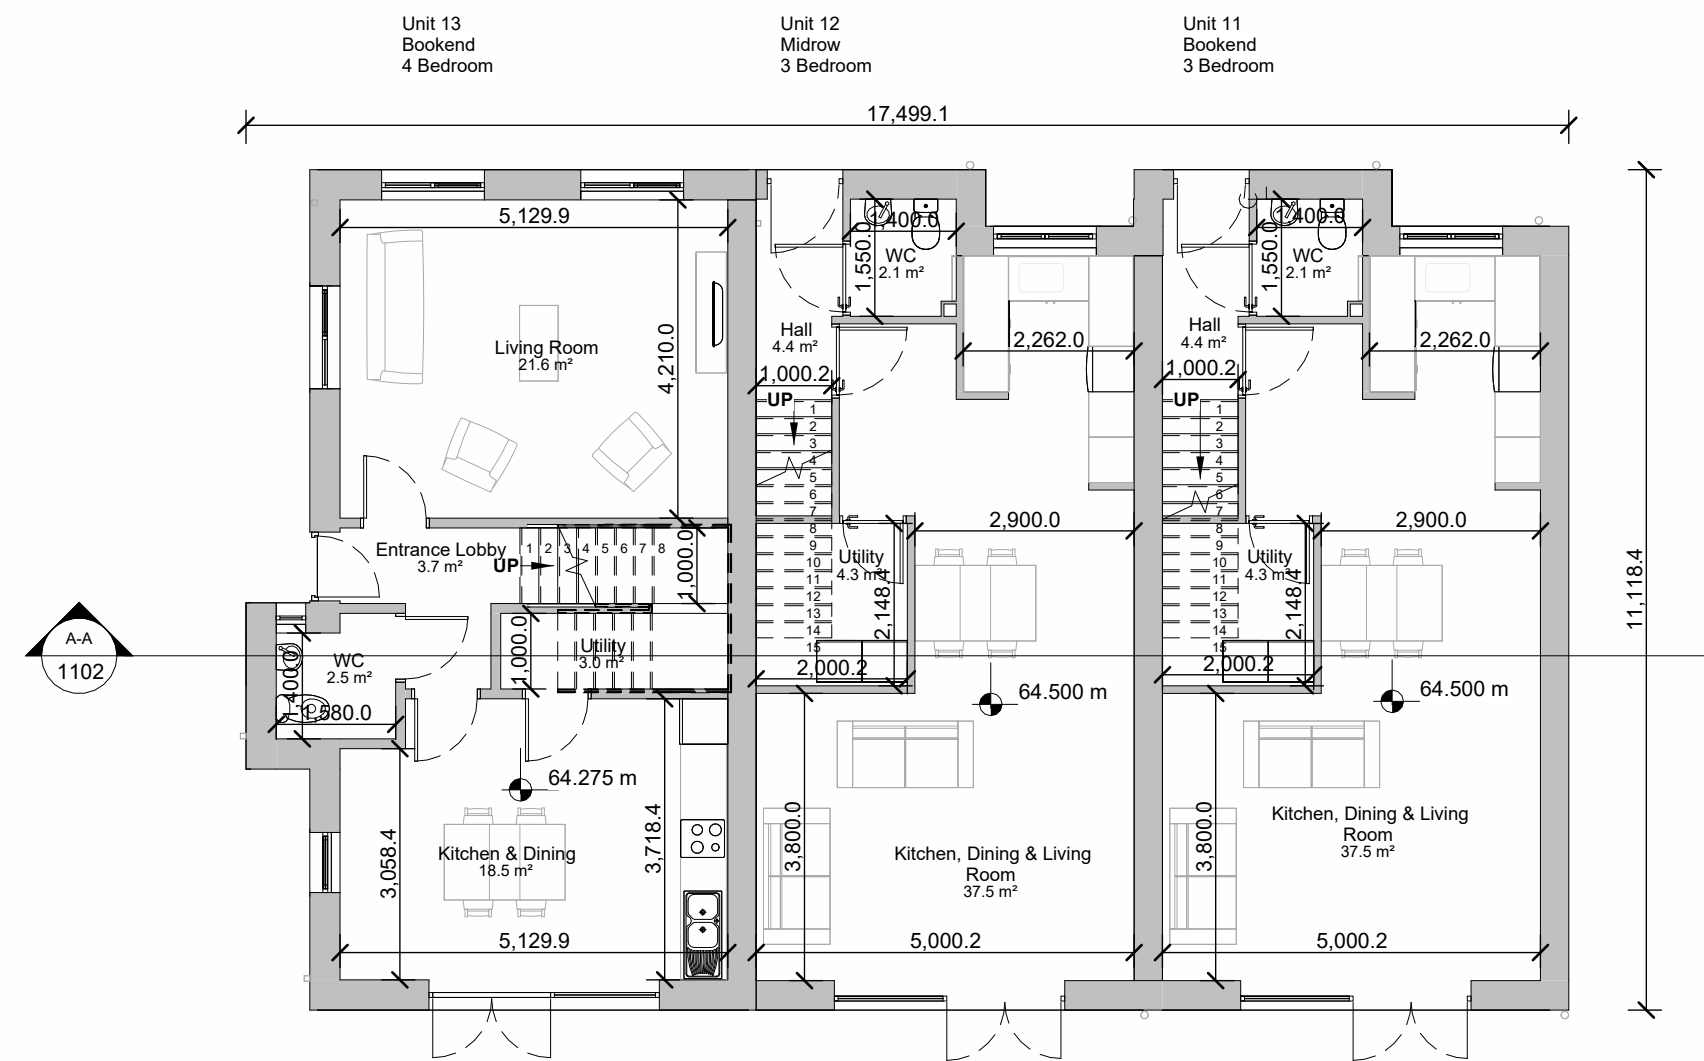 Unit 13
Bookend
4 Bedroom
Unit 12
Midrow
3 Bedroom
Unit 11
Bookend
3 Bedroom
17,499.1
11,118.4
5,129.9
4,210.0
Living Room
21.6 m²
Entrance Lobby
3.7 m²
UP
1 2 3 4 5 6 7 8
1,000.0
1,000.0
Utility
3.0 m²
WC
2.5 m²
1,400.0
1,580.0
A-A
1102
64.275 m
3,058.4
3,718.4
Kitchen & Dining
18.5 m²
5,129.9
1,400.0
1,550.0
WC
2.1 m²
Hall
4.4 m²
2,262.0
1,000.2
UP
1
2
3
4
5
6
7
8
9
10
11
12
13
14
15
2,900.0
Utility
4.3 m²
2,148.4
2,000.2
64.500 m
3,800.0
Kitchen, Dining & Living
Room
37.5 m²
5,000.2
1,550.0
WC
2.1 m²
Hall
4.4 m²
2,262.0
1,000.2
UP
1
2
3
4
5
6
7
8
9
10
11
12
13
14
15
2,900.0
Utility
4.3 m²
2,148.4
2,000.2
64.500 m
3,800.0
Kitchen, Dining & Living
Room
37.5 m²
5,000.2